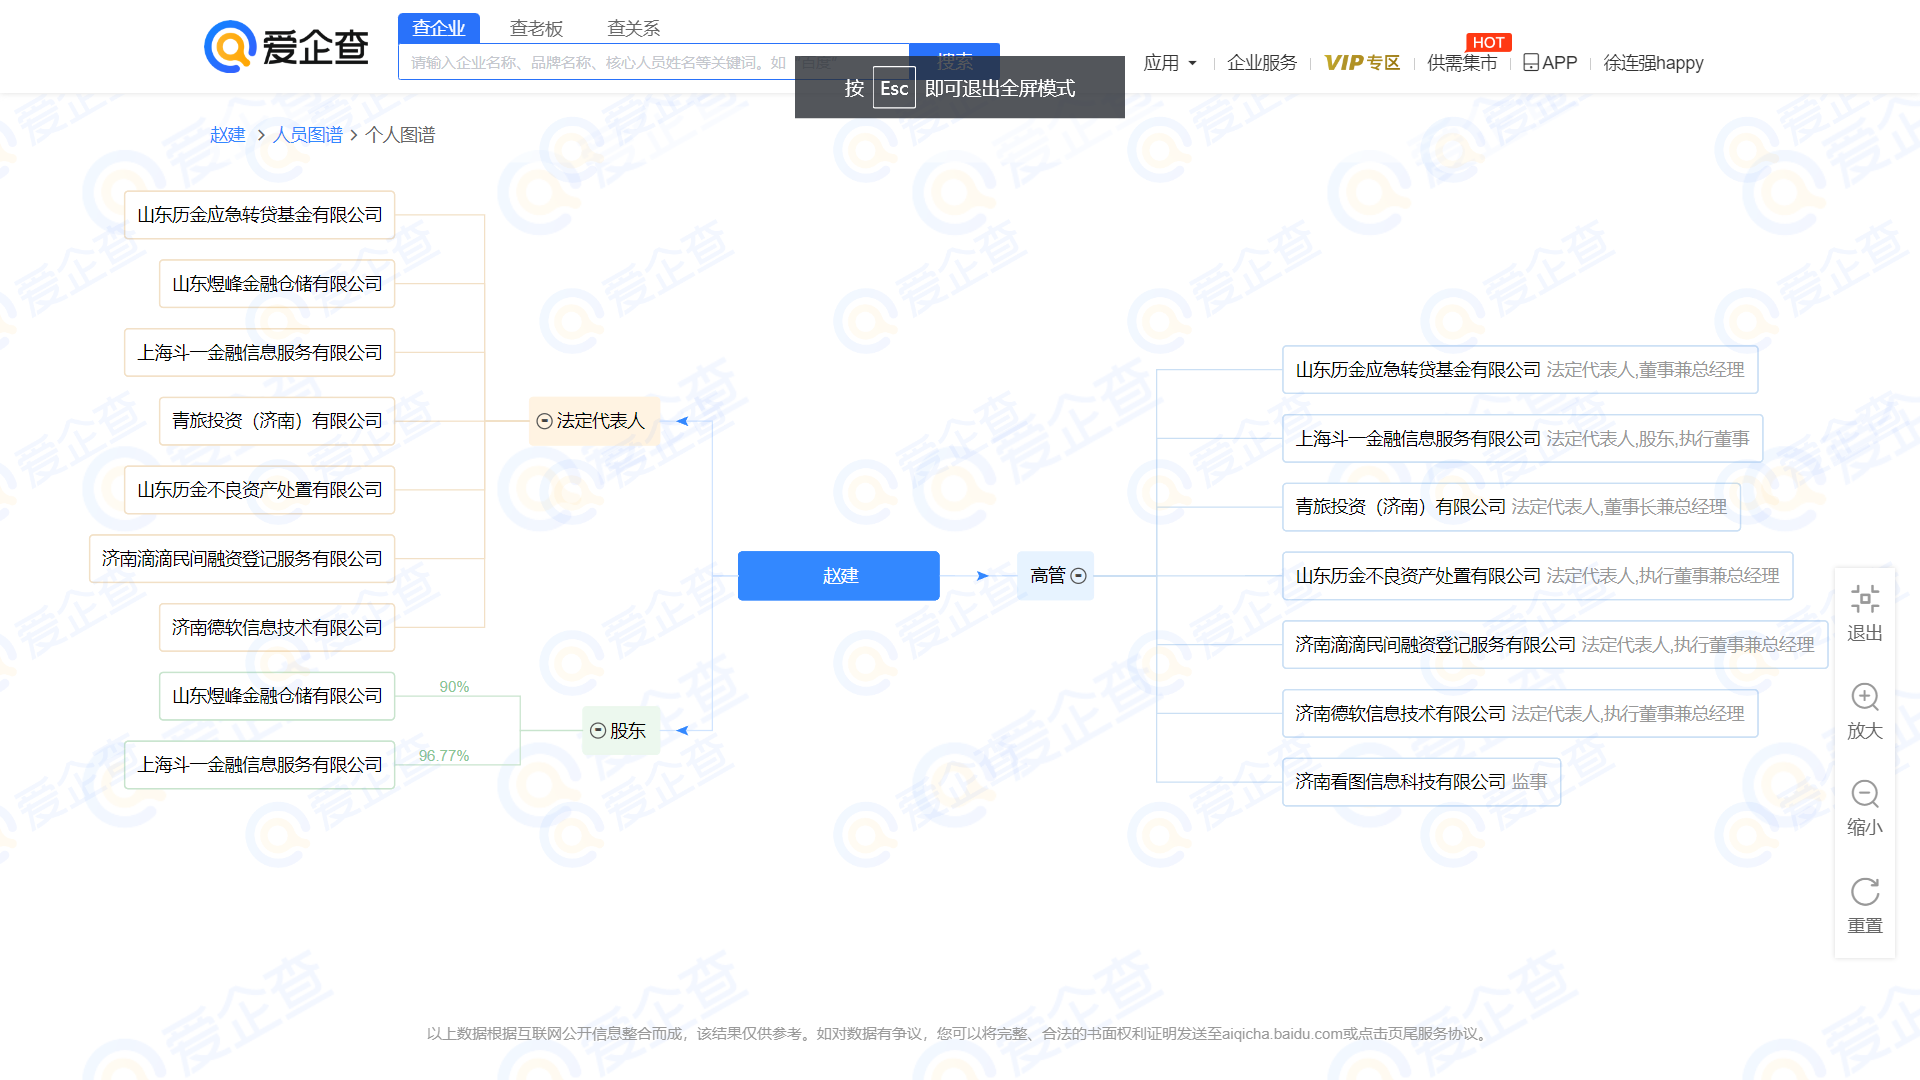 爱企查
查企业 查老板 查关系
请输入企业名称、品牌名称、核心人员姓名等关键词。如 "百度"
搜索
按 Esc 即可退出全屏模式
应用 企业服务 VIP专区 供需集市 HOT APP 徐连强happy
赵建 > 人员图谱 > 个人图谱
山东历金应急转贷基金有限公司
山东煜峰金融仓储有限公司
上海斗一金融信息服务有限公司
青旅投资（济南）有限公司
山东历金不良资产处置有限公司
济南滴滴民间融资登记服务有限公司
济南德软信息技术有限公司
法定代表人
山东煜峰金融仓储有限公司 90%
上海斗一金融信息服务有限公司 96.77%
股东
赵建
高管
山东历金应急转贷基金有限公司 法定代表人,董事兼总经理
上海斗一金融信息服务有限公司 法定代表人,股东,执行董事
青旅投资（济南）有限公司 法定代表人,董事长兼总经理
山东历金不良资产处置有限公司 法定代表人,执行董事兼总经理
济南滴滴民间融资登记服务有限公司 法定代表人,执行董事兼总经理
济南德软信息技术有限公司 法定代表人,执行董事兼总经理
济南看图信息科技有限公司 监事
退出
放大
缩小
重置
以上数据根据互联网公开信息整合而成，该结果仅供参考。如对数据有争议，您可以将完整、合法的书面权利证明发送至aiqicha.baidu.com或点击页尾服务协议。